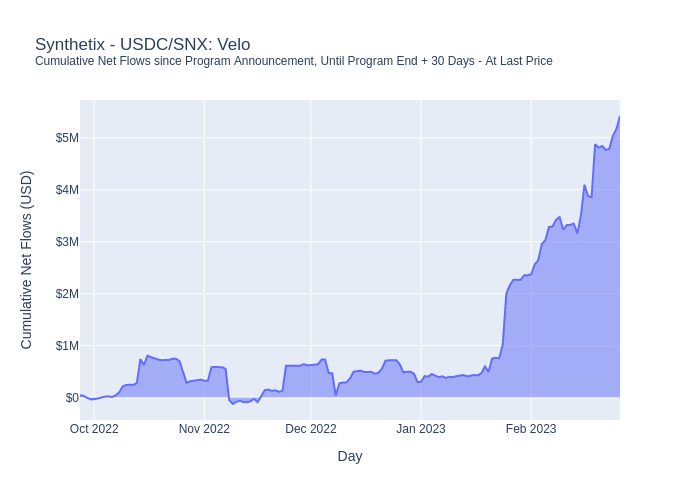 Synthetix - USDC/SNX: Velo
Cumulative Net Flows since Program Announcement, Until Program End + 30 Days - At Last Price
Cumulative Net Flows (USD)
$5M
$4M
$3M
$2M
$1M
$0
Oct 2022
Nov 2022
Dec 2022
Jan 2023
Feb 2023
Day